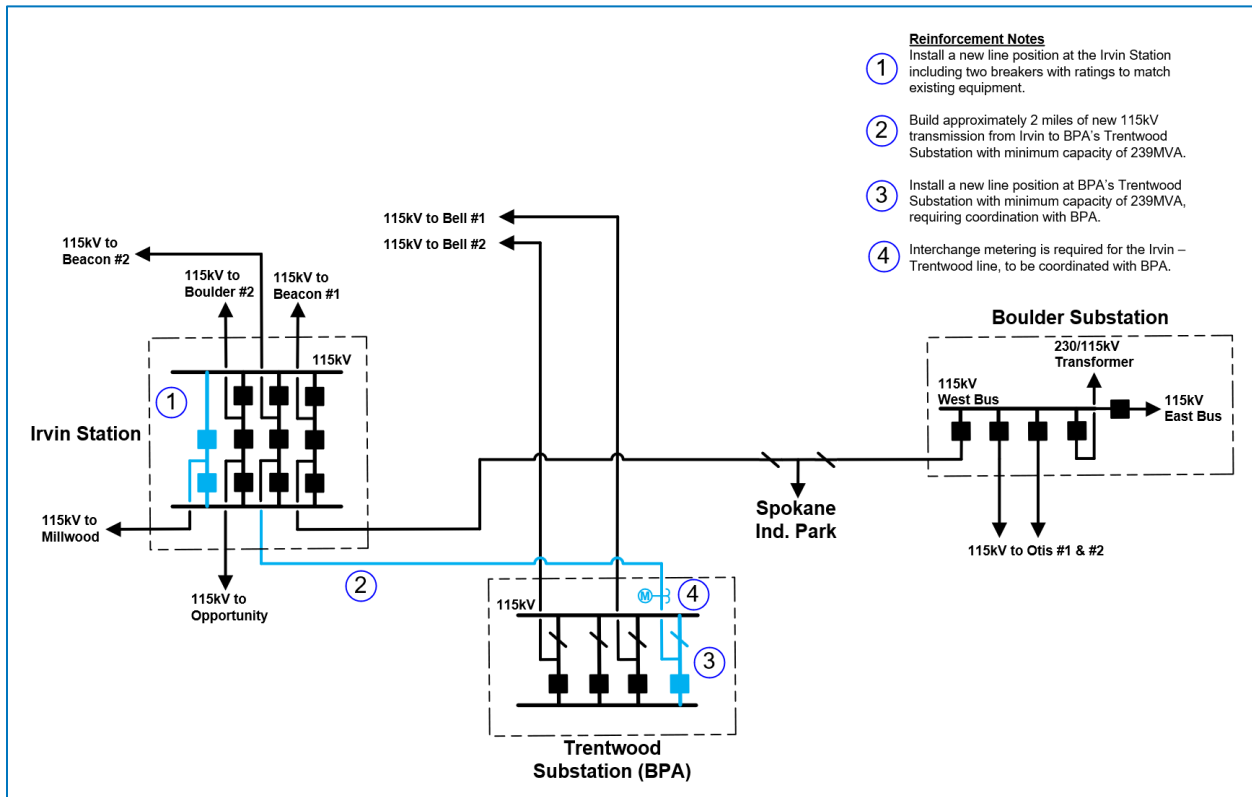 Reinforcement Notes
1
Install a new line position at the Irvin Station
including two breakers with ratings to match
existing equipment.
2
Build approximately 2 miles of new 115kV
transmission from Irvin to BPA’s Trentwood
Substation with minimum capacity of 239MVA.
3
Install a new line position at BPA’s Trentwood
Substation with minimum capacity of 239MVA,
requiring coordination with BPA.
4
Interchange metering is required for the Irvin –
Trentwood line, to be coordinated with BPA.
115kV to Bell #1
115kV to Bell #2
115kV to
Beacon #2
115kV to
Boulder #2
115kV to
Beacon #1
115kV
1
Irvin Station
115kV to
Millwood
115kV to
Opportunity
2
Boulder Substation
230/115kV
Transformer
115kV
West Bus
115kV
East Bus
Spokane
Ind. Park
115kV to Otis #1 & #2
115kV
M
4
3
Trentwood
Substation (BPA)